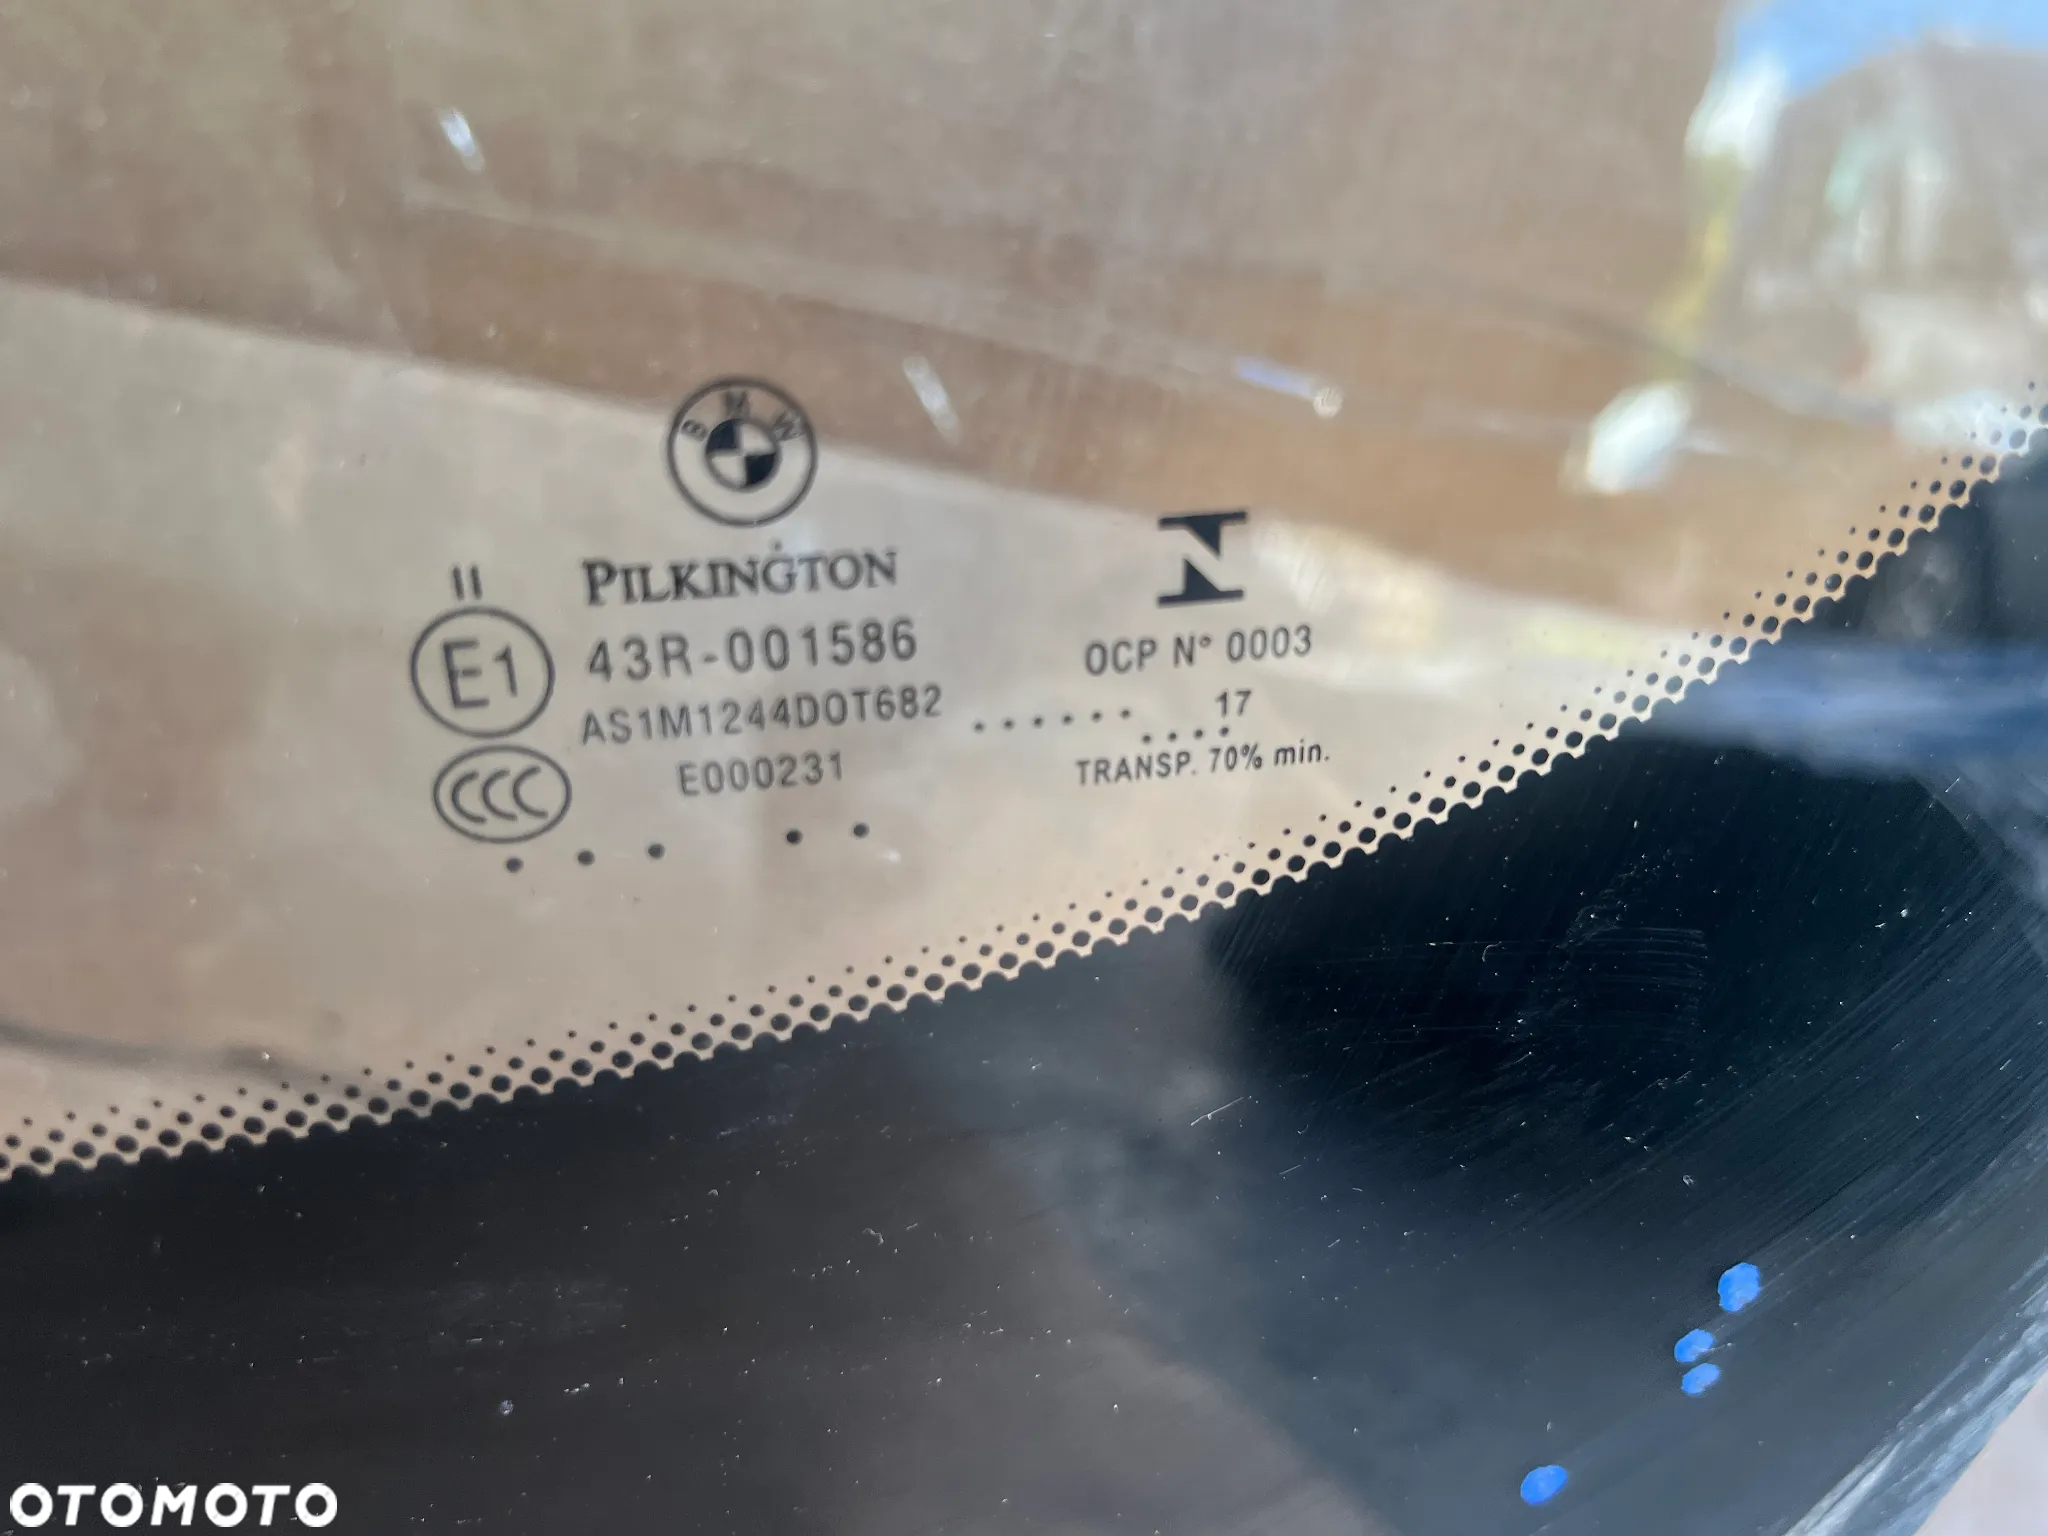 BMW
PILKINGTON
II
E1
43R-001586
AS1M1244DOT682
E000231
CCC
OCP N° 0003
17
TRANSP. 70% min.
OTOMOTO